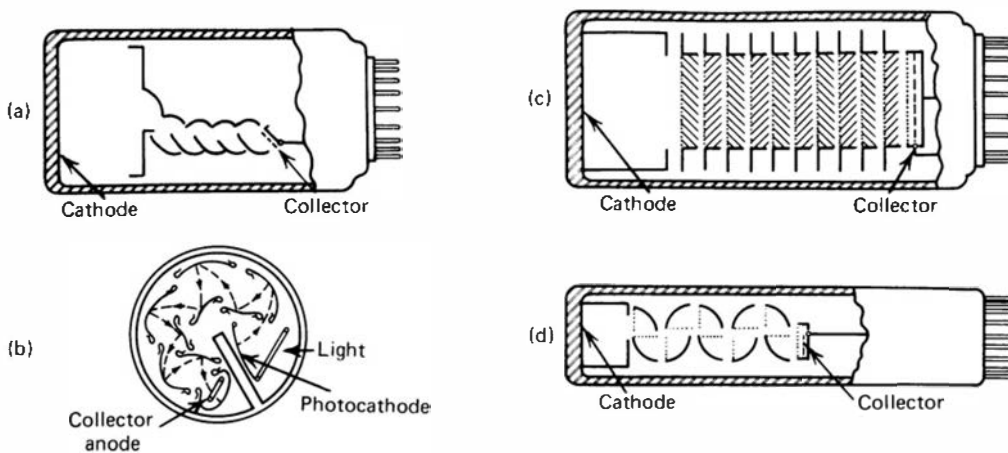 (a)
Cathode
Collector
(b)
Light
Photocathode
Collector
anode
(c)
Cathode
Collector
(d)
Cathode
Collector